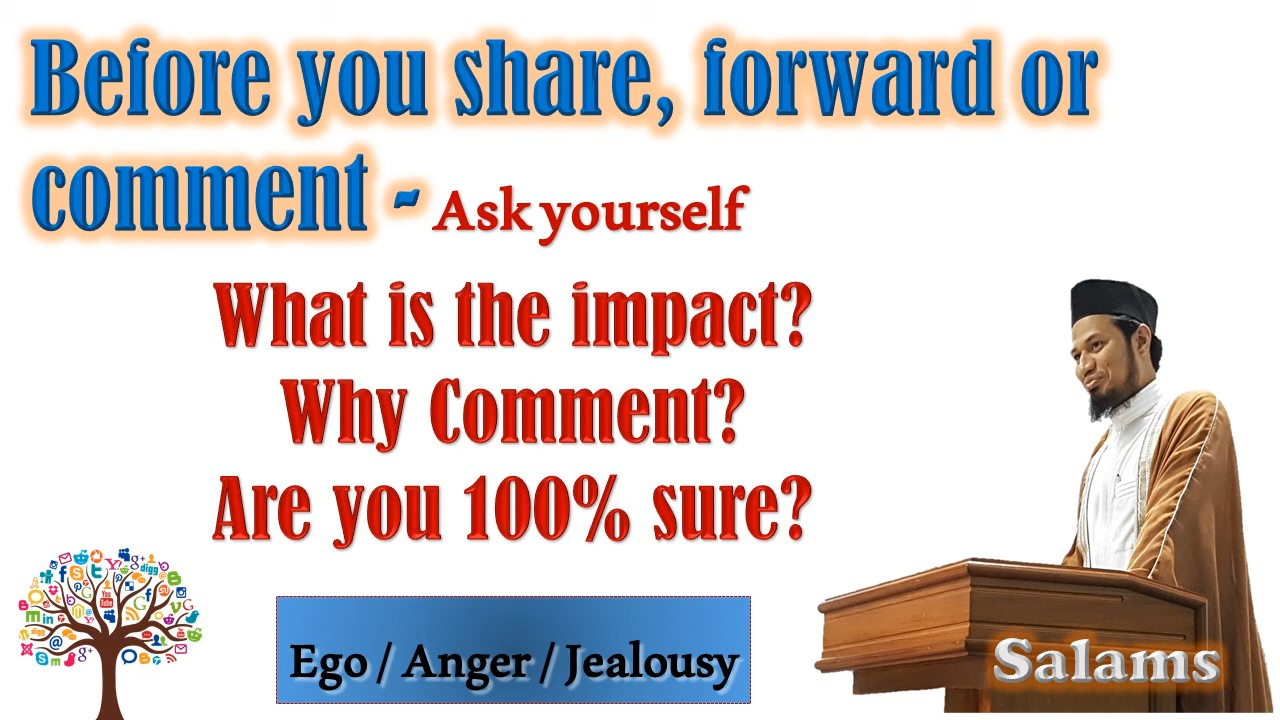 Before you share, forward or
comment - Ask yourself
What is the impact?
Why Comment?
Are you 100% sure?
Ego / Anger / Jealousy
Salams